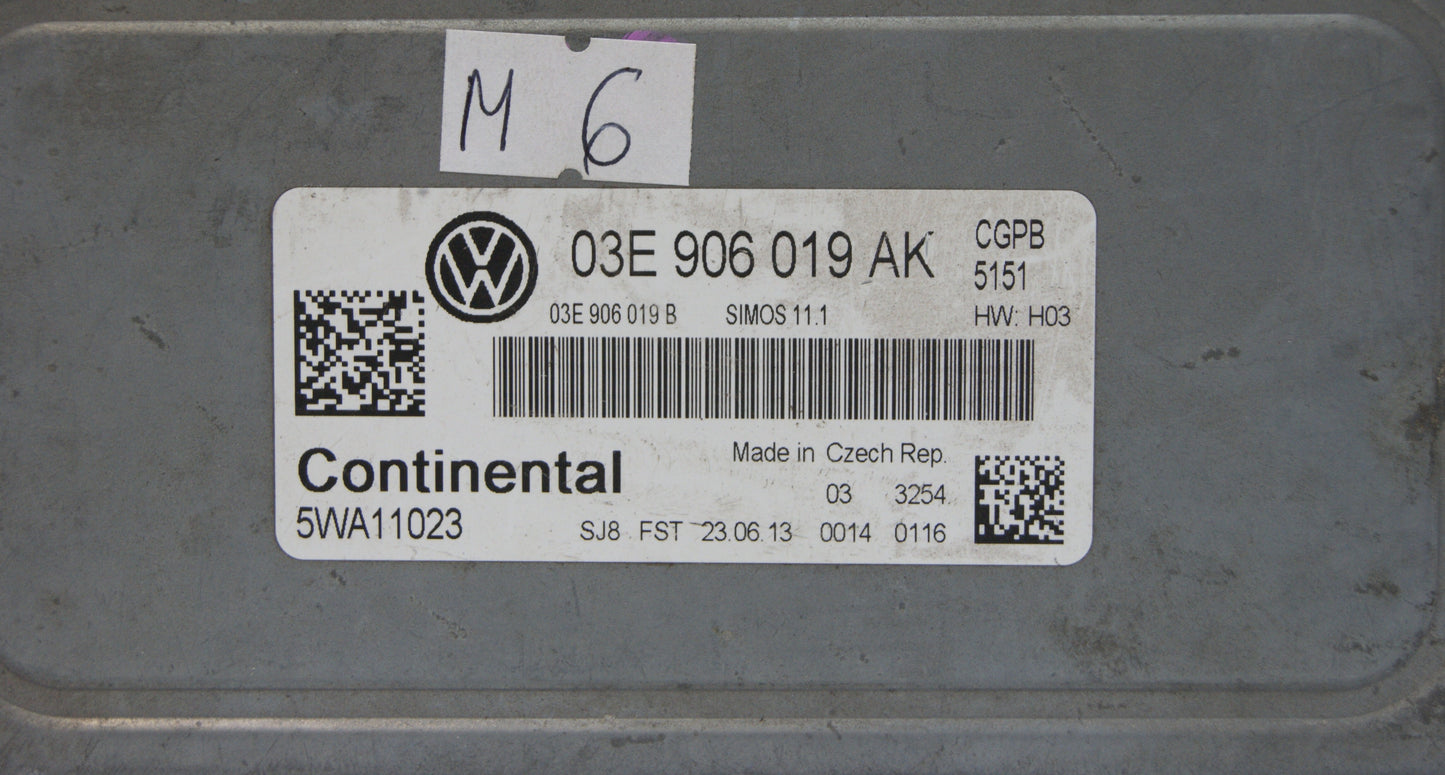 M 6
03E 906 019 AK
CGPB
5151
03E 906 019 B SIMOS 11.1 HW: H03
Continental
Made in Czech Rep.
03 3254
5WA11023 SJ8 FST 23.06.13 0014 0116